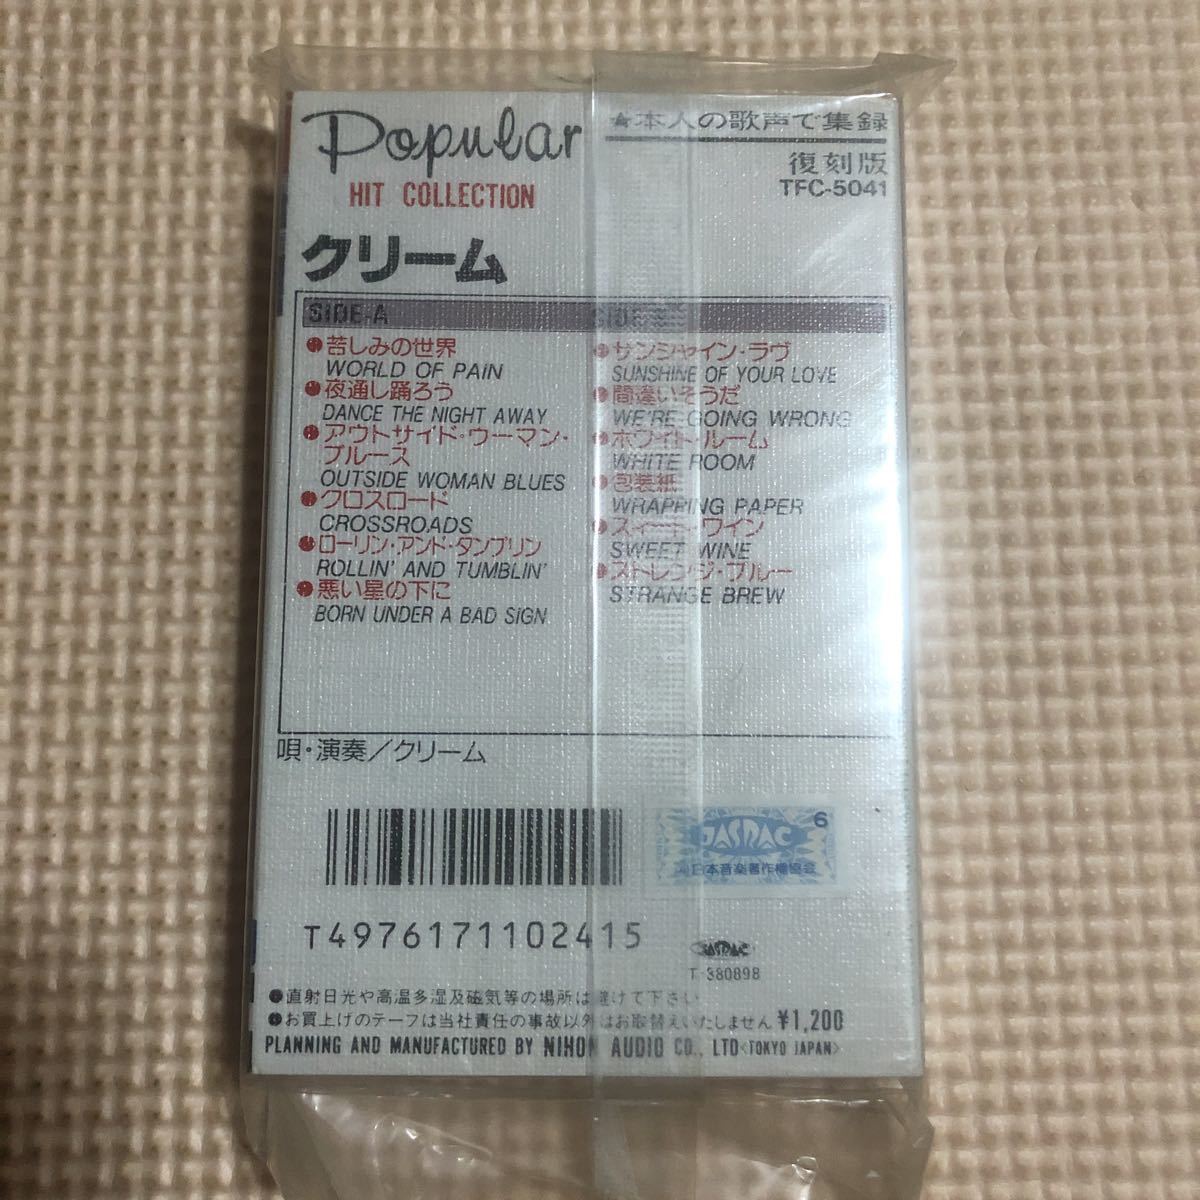 Popular
HIT COLLECTION
★本人の歌声で集録
復刻版
TFC-5041
クリーム
SIDE-A
●苦しみの世界
WORLD OF PAIN
●夜通し踊ろう
DANCE THE NIGHT AWAY
●アウトサイド・ウーマン・
ブルース
OUTSIDE WOMAN BLUES
●クロスロード
CROSSROADS
●ローリン・アンド・タンブリン
ROLLIN' AND TUMBLIN'
●悪い星の下に
BORN UNDER A BAD SIGN
SIDE
●サンシャイン・ラヴ
SUNSHINE OF YOUR LOVE
●間違いそうだ
WE'RE GOING WRONG
●ホワイト・ルーム
WHITE ROOM
●包装紙
WRAPPING PAPER
●スィート・ワイン
SWEET WINE
●ストレンジ・ブルー
STRANGE BREW
唄・演奏／クリーム
JASRAC 6
日本音楽著作権協会
T4976171102415
JASRAC
T-380898
●直射日光や高温多湿及磁気等の場所は避けて下さい
●お買上げのテープは当社責任の事故以外はお取替えいたしません ¥1,200
PLANNING AND MANUFACTURED BY NIHON AUDIO CO., LTD<TOKYO JAPAN>